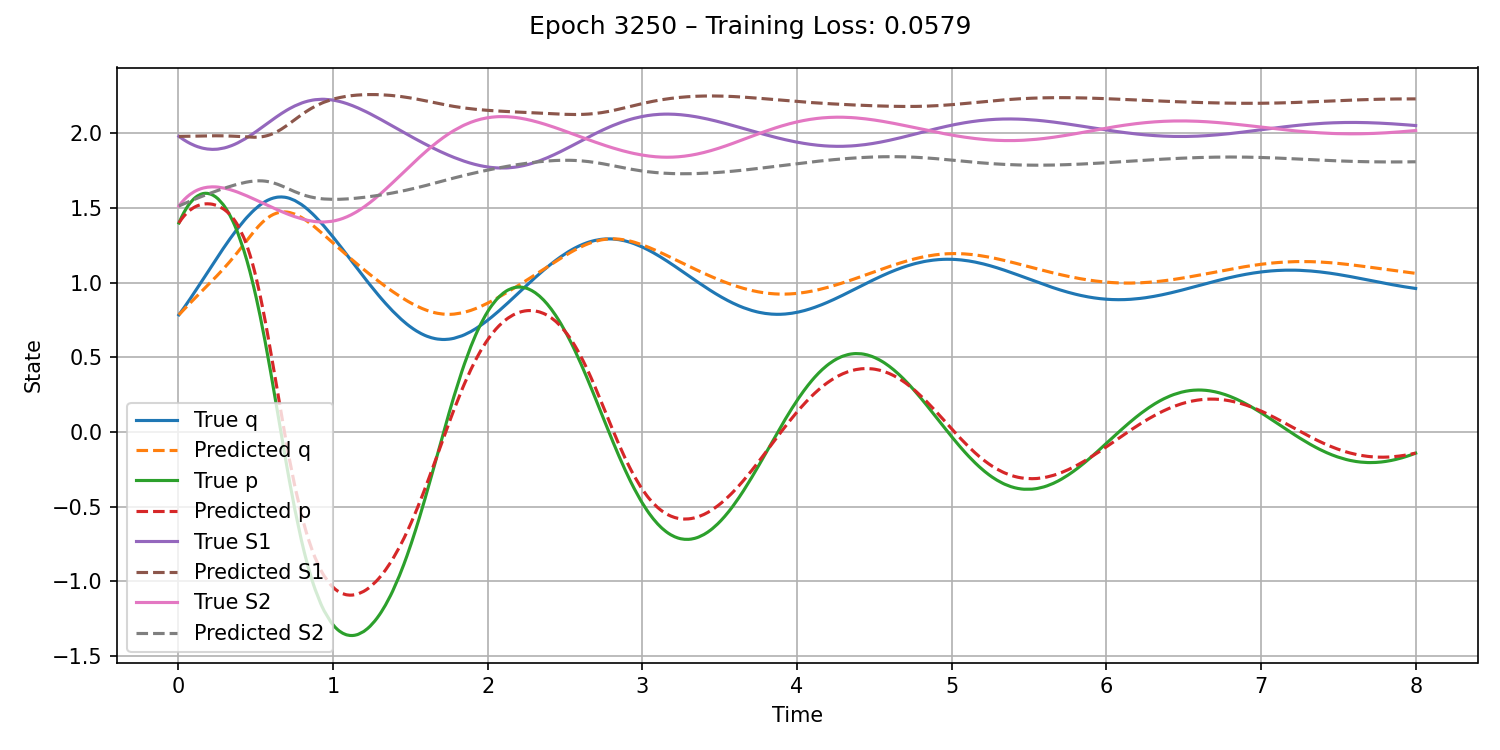 Epoch 3250 – Training Loss: 0.0579
State
2.0
1.5
1.0
0.5
0.0
−0.5
−1.0
−1.5
True q
Predicted q
True p
Predicted p
True S1
Predicted S1
True S2
Predicted S2
0 1 2 3 4 5 6 7 8
Time